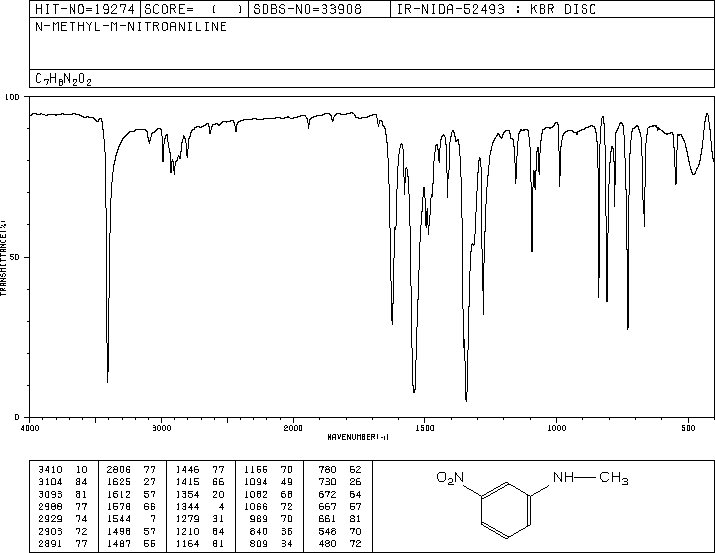 HIT-NO=19274 SCORE= ( ) SDBS-NO=33908 IR-NIDA-52493 : KBR DISC
N-METHYL-M-NITROANILINE
C7H8N2O2
100
50
0
TRANSMITTANCE(%)
4000 3000 2000 1500 1000 500
WAVENUMBER(-1)
3410 10 2806 77 1446 77 1166 70 780 62
3104 84 1625 27 1415 66 1094 49 730 26
3093 81 1612 57 1354 20 1082 68 672 64
2988 77 1578 66 1344 4 1066 72 667 57
2929 74 1544 7 1279 31 989 70 661 81
2903 72 1498 57 1210 84 840 36 548 70
2891 77 1487 55 1164 81 809 34 480 72
O2N NH CH3